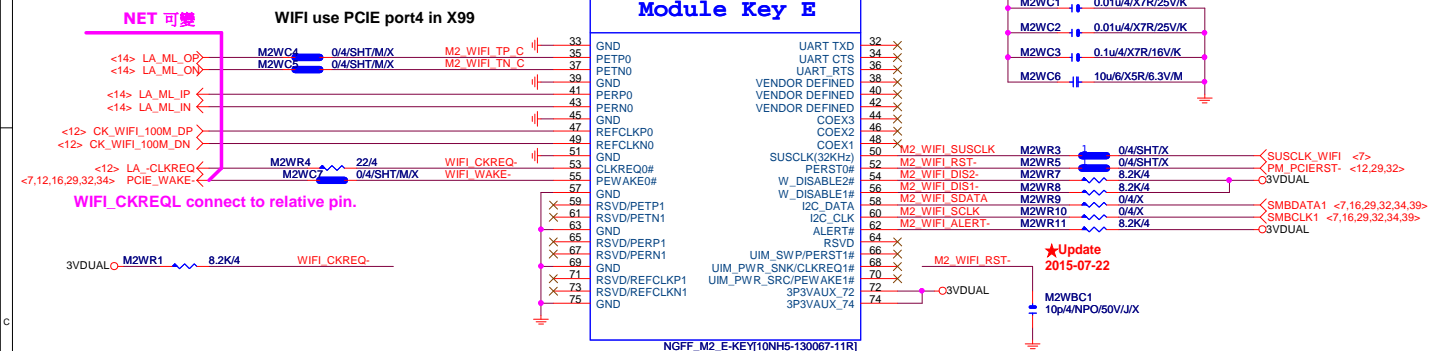 NET 可變
WIFI use PCIE port4 in X99
Module Key E
M2WC1 0.01u/4/X7R/25V/K
M2WC2 0.01u/4/X7R/25V/K
M2WC3 0.1u/4/X7R/16V/K
M2WC6 10u/6/X5R/6.3V/M
<14> LA_ML_OP M2WC4 0/4/SHT/M/X M2_WIFI_TP_C
<14> LA_ML_ON M2WC5 0/4/SHT/M/X M2_WIFI_TN_C
<14> LA_ML_IP
<14> LA_ML_IN
<12> CK_WIFI_100M_DP
<12> CK_WIFI_100M_DN
<12> LA_-CLKREQ M2WR4 22/4 WIFI_CKREQ-
<7,12,16,29,32,34> PCIE_WAKE- M2WC7 0/4/SHT/M/X WIFI_WAKE-
WIFI_CKREQL connect to relative pin.
3VDUAL M2WR1 8.2K/4 WIFI_CKREQ-
33 GND
35 PETP0
37 PETN0
39 GND
41 PERP0
43 PERN0
45 GND
47 REFCLKP0
49 REFCLKN0
51 GND
53 CLKREQ0#
55 PEWAKE0#
57 GND
59 RSVD/PETP1
61 RSVD/PETN1
63 GND
65 RSVD/PERP1
67 RSVD/PERN1
69 GND
71 RSVD/REFCLKP1
73 RSVD/REFCLKN1
75 GND
UART TXD 32
UART CTS 34
UART_RTS 36
VENDOR DEFINED 38
VENDOR DEFINED 40
VENDOR DEFINED 42
COEX3 44
COEX2 46
COEX1 48
SUSCLK(32KHz) 50 M2_WIFI_SUSCLK M2WR3 1 0/4/SHT/X SUSCLK_WIFI <7>
PERST0# 52 M2_WIFI_RST- M2WR5 0/4/SHT/X PM_PCIERST- <12,29,32>
W_DISABLE2# 54 M2_WIFI_DIS2- M2WR7 8.2K/4 3VDUAL
W_DISABLE1# 56 M2_WIFI_DIS1- M2WR8 8.2K/4
I2C_DATA 58 M2_WIFI_SDATA M2WR9 0/4/X SMBDATA1 <7,16,29,32,34,39>
I2C_CLK 60 M2_WIFI_SCLK M2WR10 0/4/X SMBCLK1 <7,16,29,32,34,39>
ALERT# 62 M2_WIFI_ALERT- M2WR11 8.2K/4 3VDUAL
RSVD 64
UIM_SWP/PERST1# 66
UIM_PWR_SNK/CLKREQ1# 68
UIM_PWR_SRC/PEWAKE1# 70
3P3VAUX_72 72 3VDUAL
3P3VAUX_74 74
★Update
2015-07-22
M2_WIFI_RST-
M2WBC1
10p/4/NPO/50V/J/X
NGFF_M2_E-KEY[10NH5-130067-11R]
C